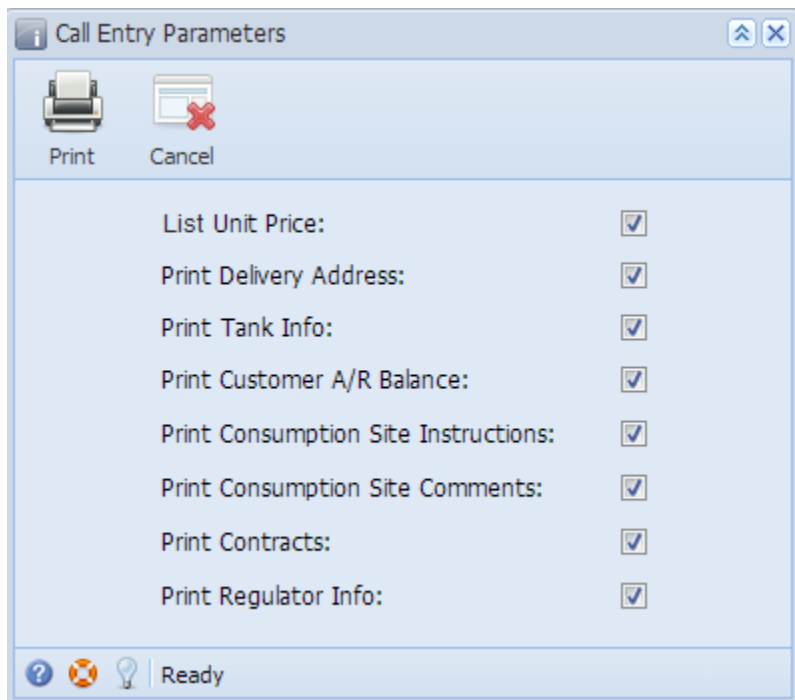 Call Entry Parameters
Print Cancel
List Unit Price:
Print Delivery Address:
Print Tank Info:
Print Customer A/R Balance:
Print Consumption Site Instructions:
Print Consumption Site Comments:
Print Contracts:
Print Regulator Info:
Ready